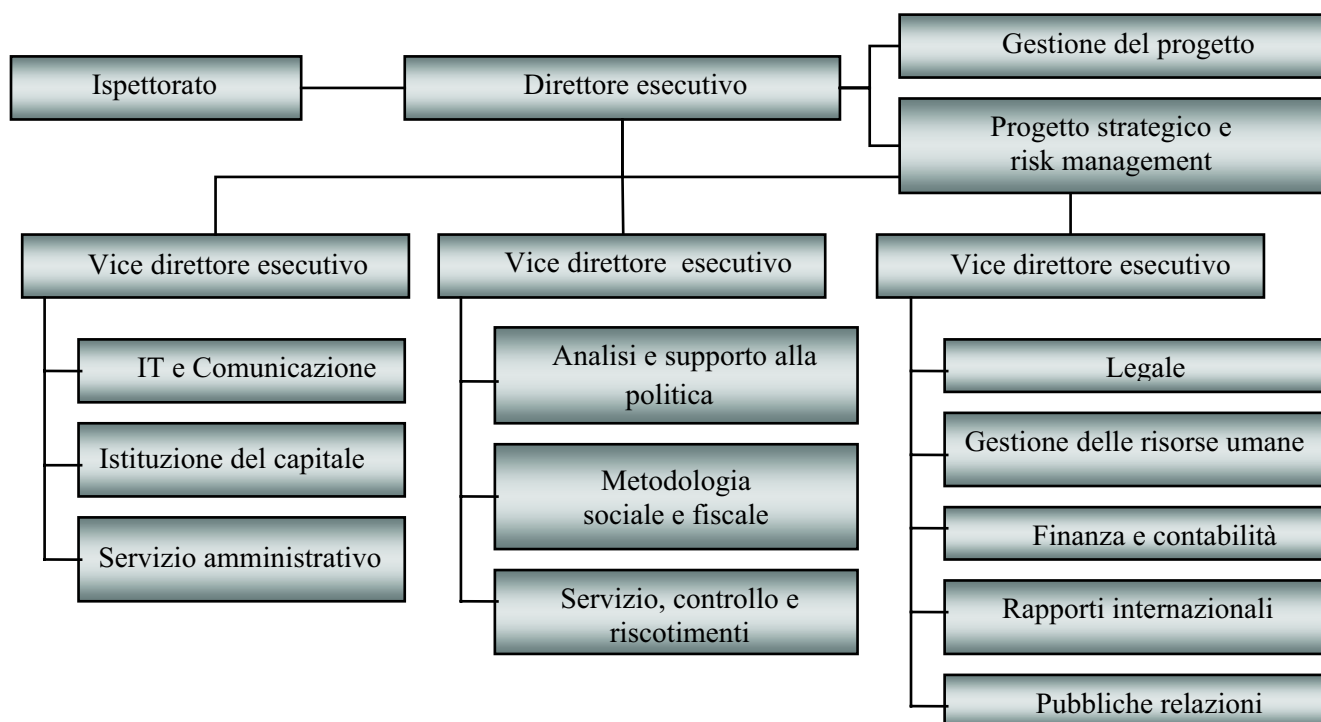 Gestione del progetto
Ispettorato
Direttore esecutivo
Progetto strategico e
risk management
Vice direttore esecutivo
IT e Comunicazione
Istituzione del capitale
Servizio amministrativo
Vice direttore esecutivo
Analisi e supporto alla
politica
Metodologia
sociale e fiscale
Servizio, controllo e
riscotimenti
Vice direttore esecutivo
Legale
Gestione delle risorse umane
Finanza e contabilità
Rapporti internazionali
Pubbliche relazioni